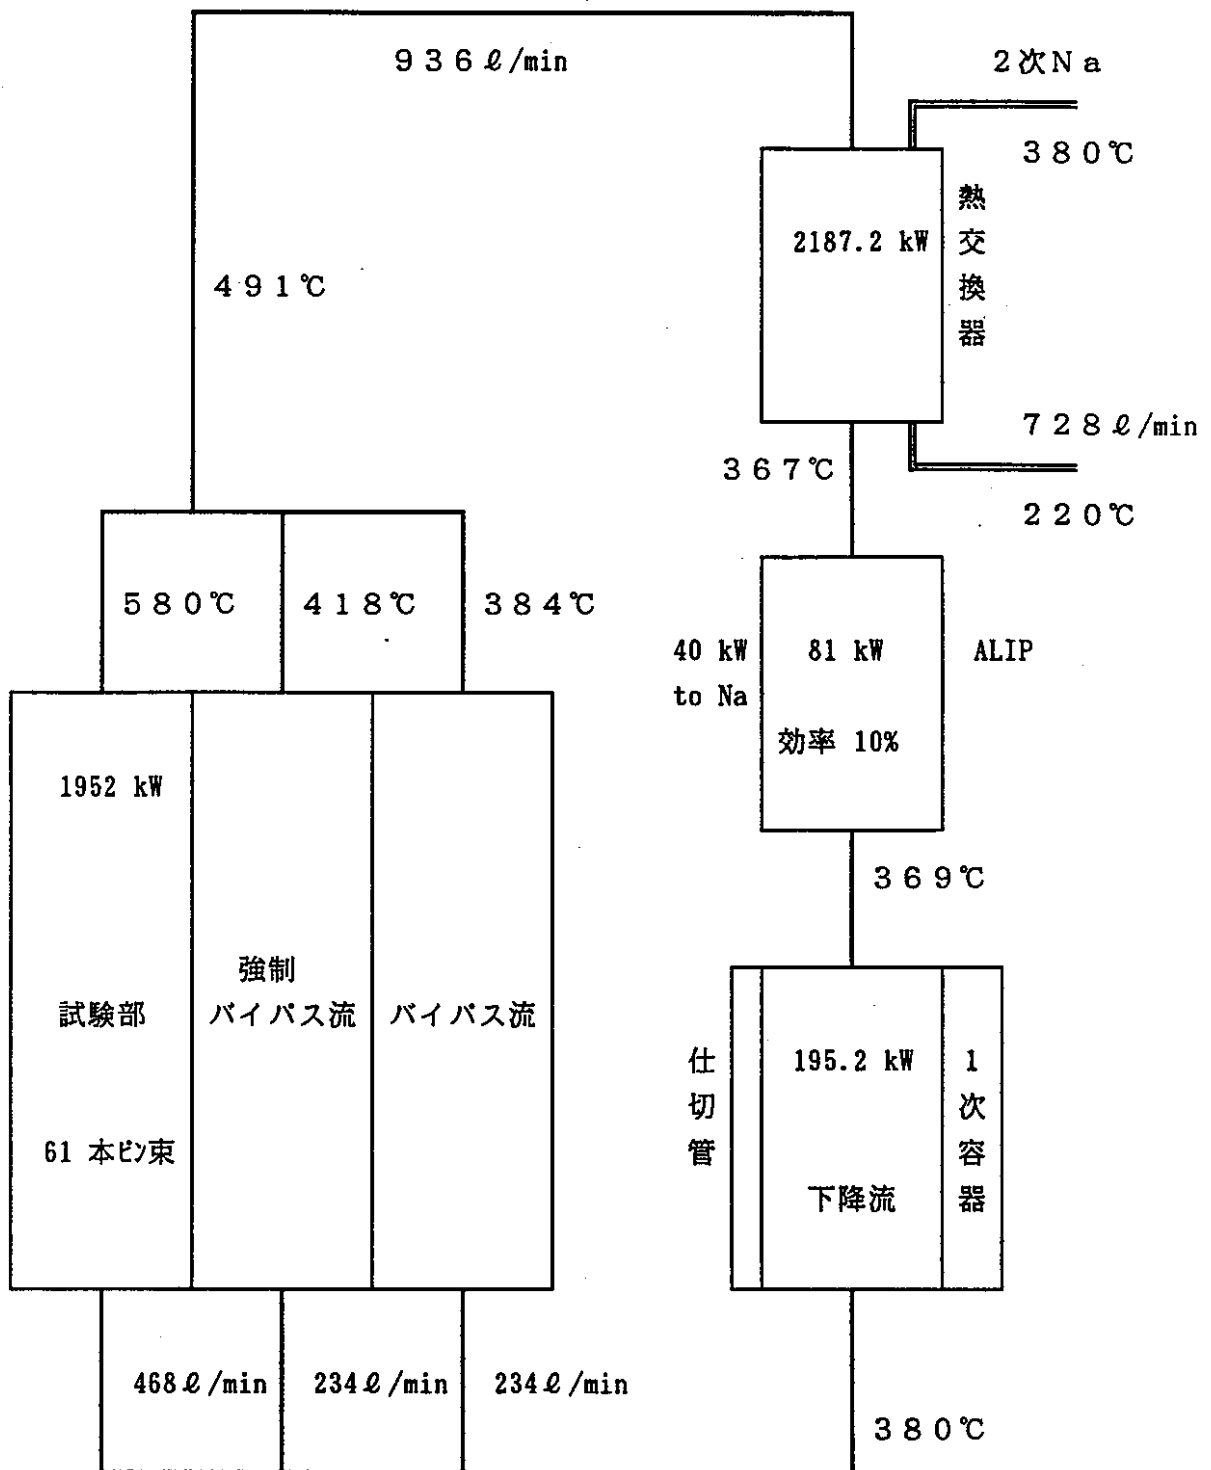 936ℓ/min
2次Na
380℃
熱交換器
2187.2 kW
491℃
728ℓ/min
367℃
220℃
580℃
418℃
384℃
40 kW
to Na
81 kW
ALIP
効率 10%
1952 kW
369℃
強制
試験部
バイパス流
バイパス流
仕切管
195.2 kW
1次容器
61 本ピン束
下降流
468ℓ/min
234ℓ/min
234ℓ/min
380℃